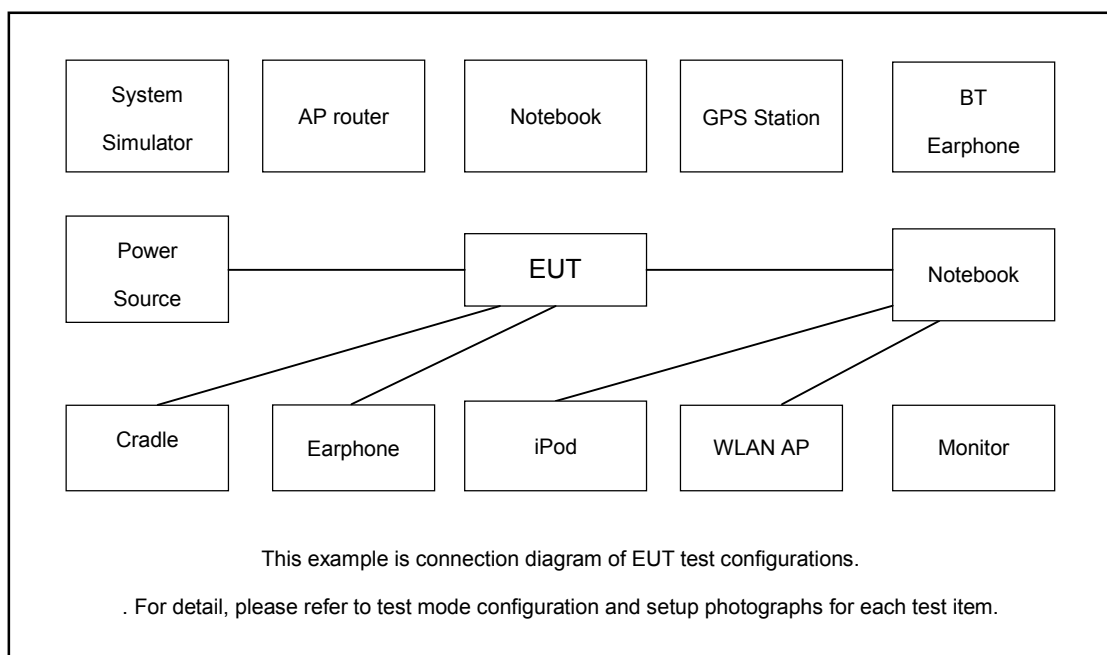 System
Simulator
AP router
Notebook
GPS Station
BT
Earphone
Power
Source
EUT
Notebook
Cradle
Earphone
iPod
WLAN AP
Monitor
This example is connection diagram of EUT test configurations.
. For detail, please refer to test mode configuration and setup photographs for each test item.